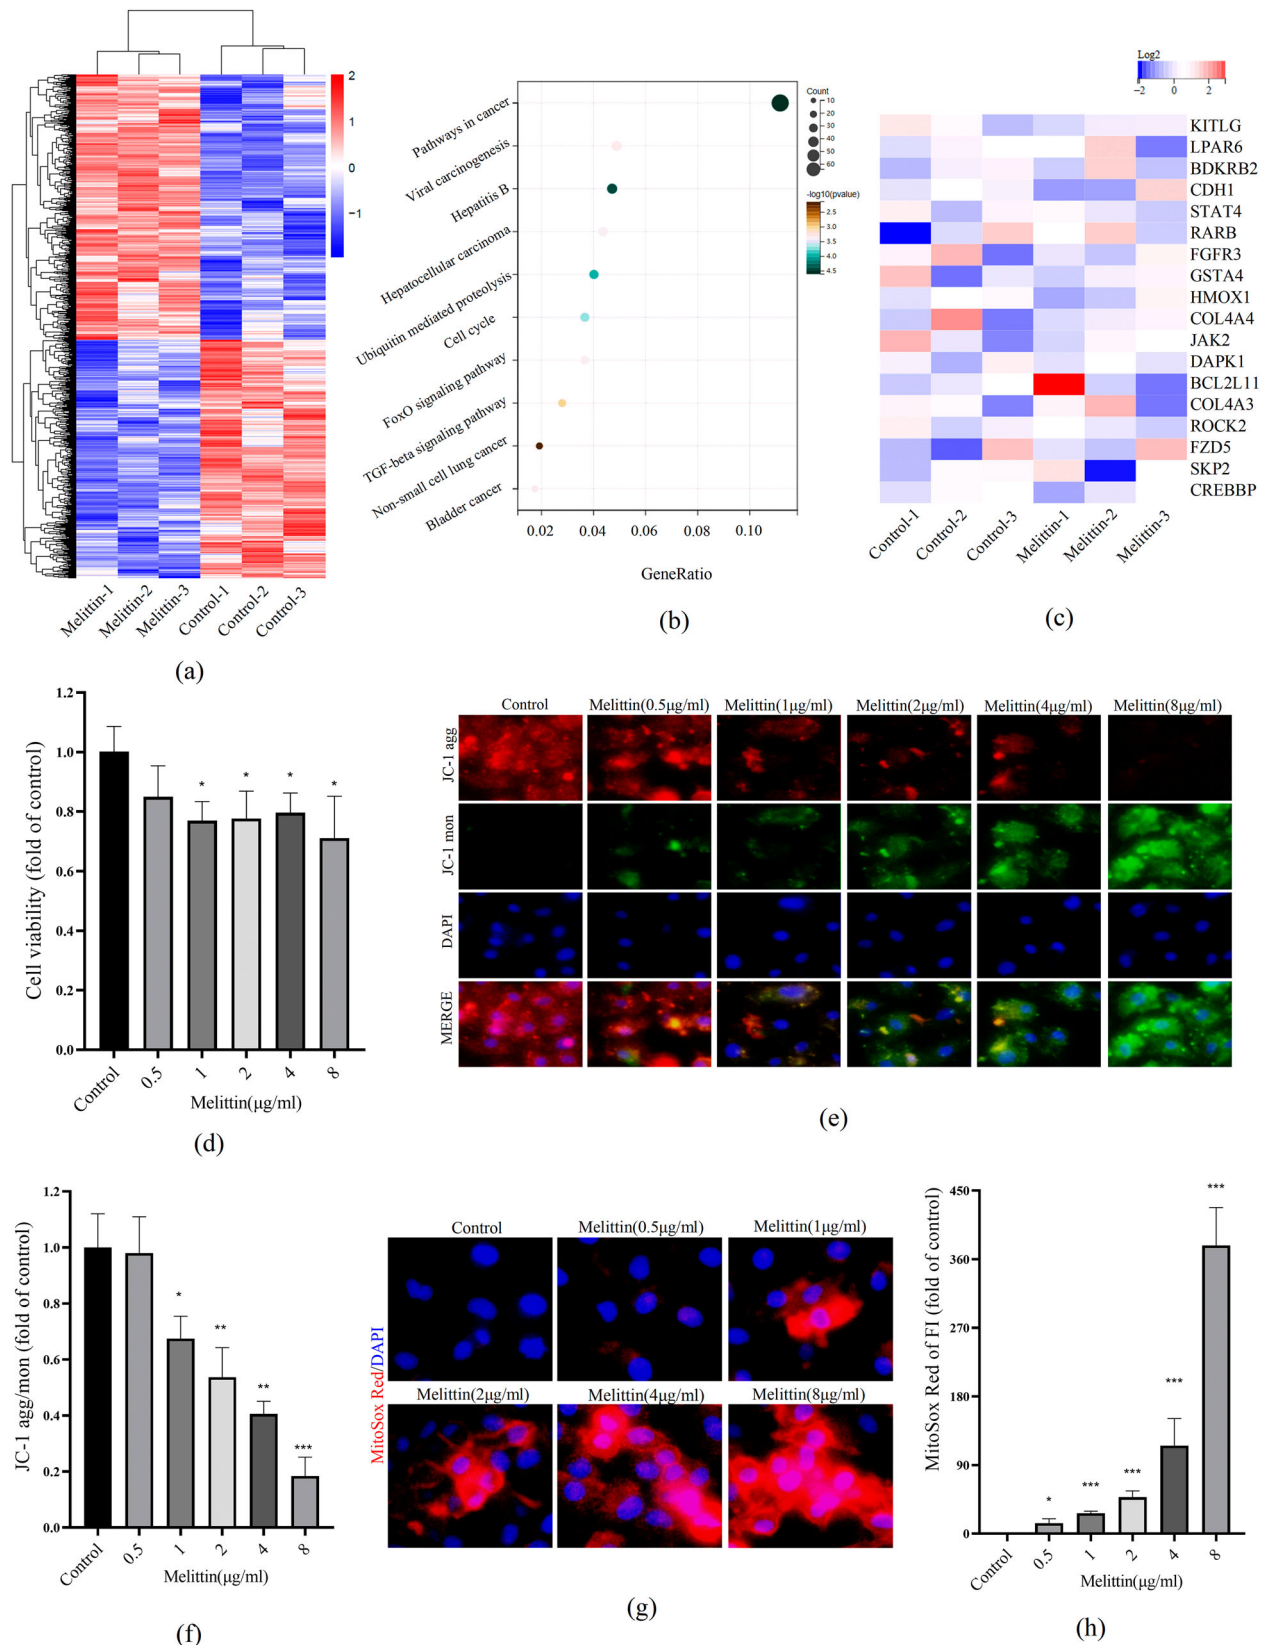 2
1
0
−1
Melittin-1
Melittin-2
Melittin-3
Control-1
Control-2
Control-3
(a)
Pathways in cancer
Viral carcinogenesis
Hepatitis B
Hepatocellular carcinoma
Ubiquitin mediated proteolysis
Cell cycle
FoxO signaling pathway
TGF-beta signaling pathway
Non-small cell lung cancer
Bladder cancer
0.02 0.04 0.06 0.08 0.10
GeneRatio
Count
10
20
30
40
50
60
-log10(pvalue)
2.5
3.0
3.5
4.0
4.5
(b)
Log2
−2 0 2
KITLG
LPAR6
BDKRB2
CDH1
STAT4
RARB
FGFR3
GSTA4
HMOX1
COL4A4
JAK2
DAPK1
BCL2L11
COL4A3
ROCK2
FZD5
SKP2
CREBBP
Control-1
Control-2
Control-3
Melittin-1
Melittin-2
Melittin-3
(c)
Cell viability (fold of control)
1.2
1.0
0.8
0.6
0.4
0.2
0.0
* * * *
Control 0.5 1 2 4 8
Melittin(μg/ml)
(d)
Control Melittin(0.5μg/ml) Melittin(1μg/ml) Melittin(2μg/ml) Melittin(4μg/ml) Melittin(8μg/ml)
JC-1 agg
JC-1 mon
DAPI
MERGE
(e)
JC-1 agg/mon (fold of control)
1.2
1.0
0.8
0.6
0.4
0.2
0.0
* ** ** ***
Control 0.5 1 2 4 8
Melittin(μg/ml)
(f)
MitoSox Red/DAPI
Control Melittin(0.5μg/ml) Melittin(1μg/ml)
Melittin(2μg/ml) Melittin(4μg/ml) Melittin(8μg/ml)
(g)
MitoSox Red of FI (fold of control)
450
360
270
180
90
0
* *** *** *** ***
Control 0.5 1 2 4 8
Melittin(μg/ml)
(h)